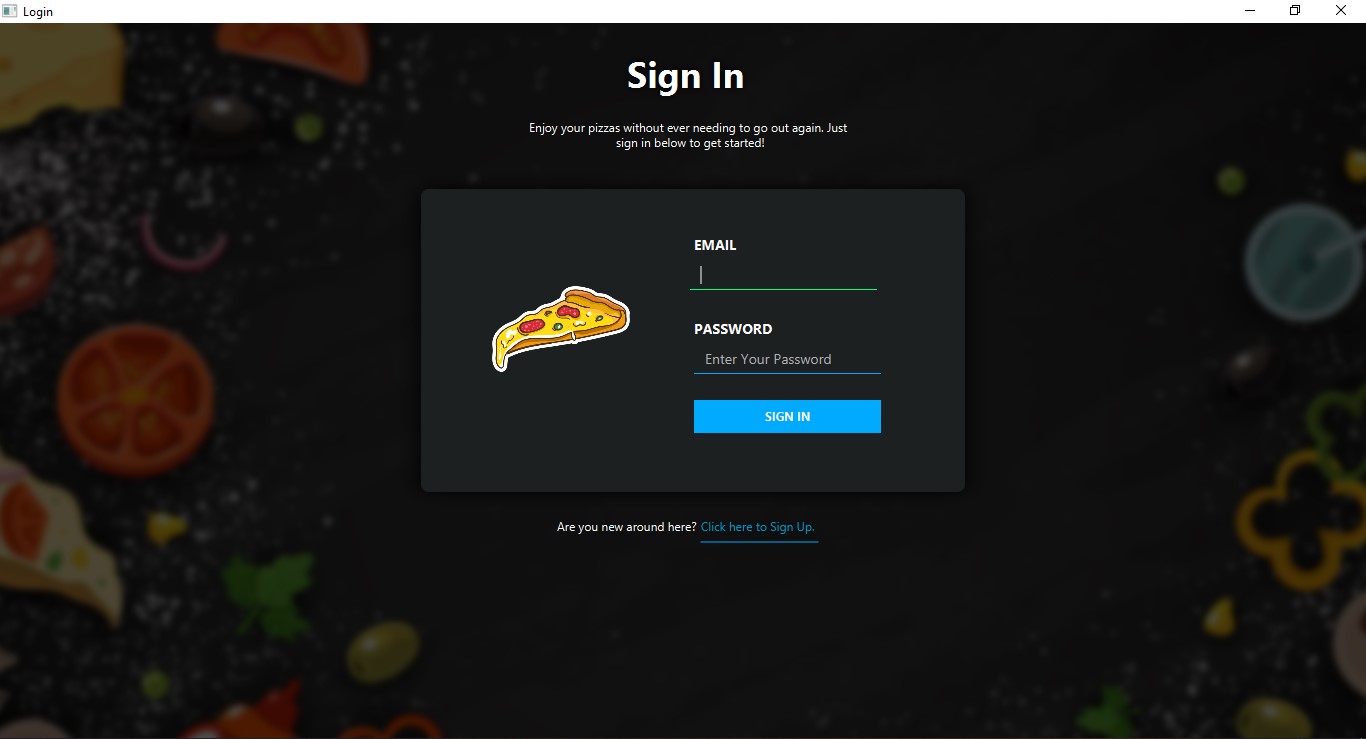 Login
Sign In
Enjoy your pizzas without ever needing to go out again. Just
sign in below to get started!
EMAIL
PASSWORD
Enter Your Password
SIGN IN
Are you new around here? Click here to Sign Up.